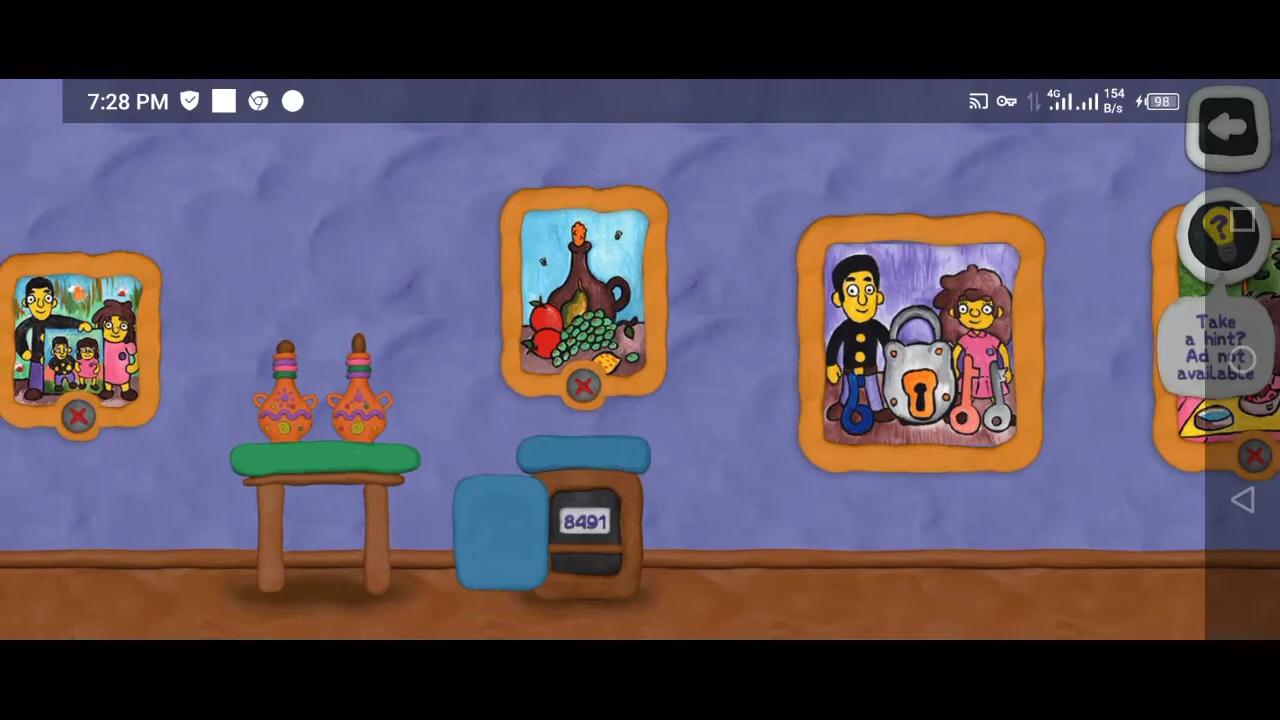 7:28 PM
4G
154
B/s
98
Take
a hint?
Ad not
available
8491